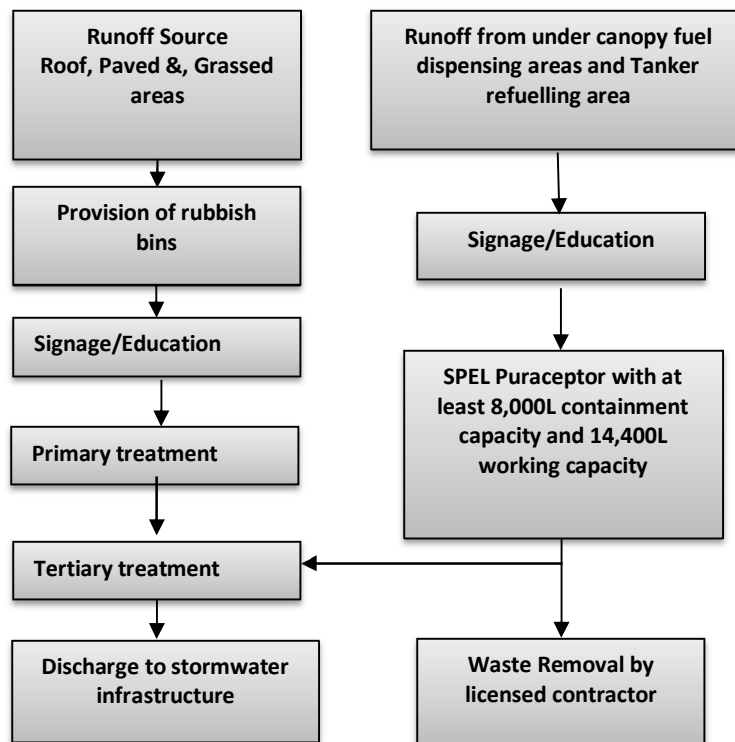 Runoff Source
Roof, Paved &, Grassed
areas
Provision of rubbish
bins
Signage/Education
Primary treatment
Tertiary treatment
Discharge to stormwater
infrastructure
Runoff from under canopy fuel
dispensing areas and Tanker
refuelling area
Signage/Education
SPEL Puraceptor with at
least 8,000L containment
capacity and 14,400L
working capacity
Waste Removal by
licensed contractor